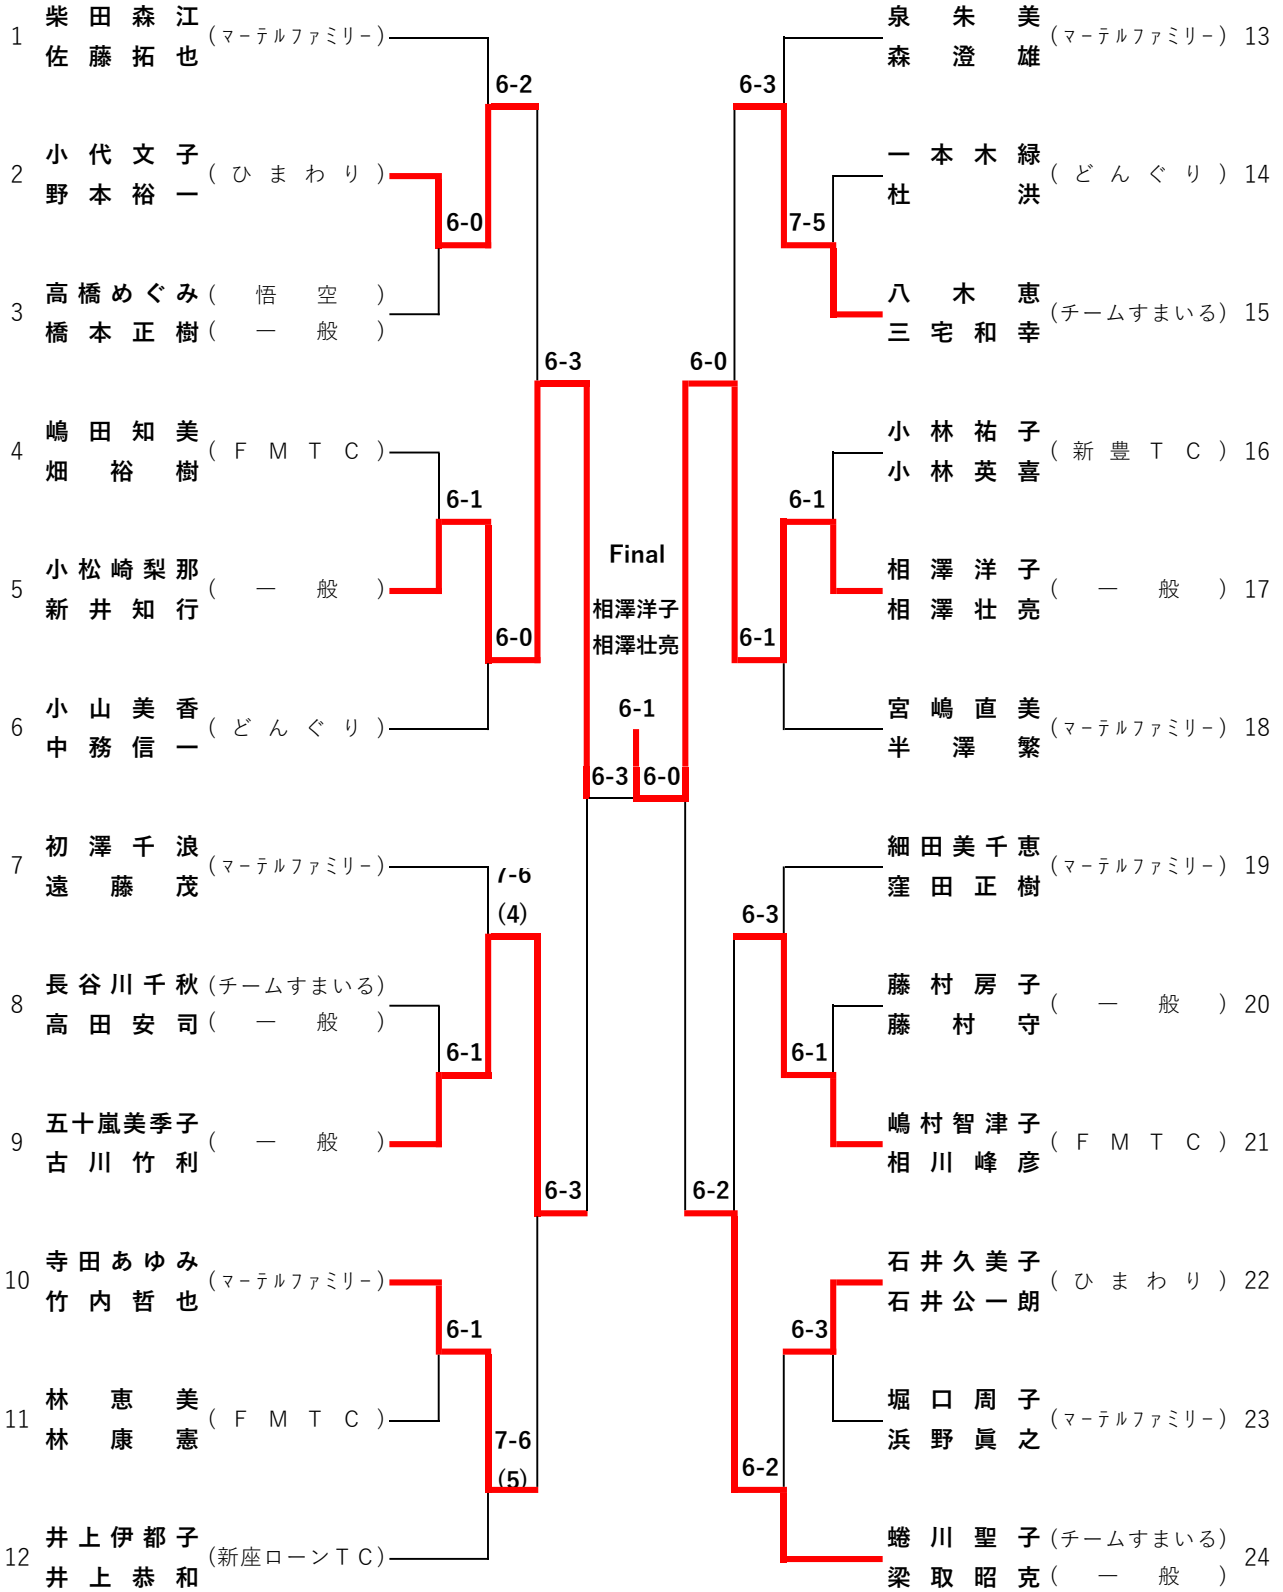 1 柴田森江 (マーテルファミリー)
佐藤拓也
6-2
2 小代文子 (ひまわり)
野本裕一
6-0
3 高橋めぐみ (悟空)
橋本正樹 (一般)
6-3
4 嶋田知美 (FMTC)
畑裕樹
6-1
5 小松崎梨那 (一般)
新井知行
6-0
6 小山美香 (どんぐり)
中務信一
7 初澤千浪 (マーテルファミリー)
遠藤茂
7-6
(4)
8 長谷川千秋 (チームすまいる)
高田安司 (一般)
6-1
9 五十嵐美季子 (一般)
古川竹利
6-3
10 寺田あゆみ (マーテルファミリー)
竹内哲也
6-1
11 林恵美 (FMTC)
林康憲
7-6
(5)
12 井上伊都子 (新座ローンTC)
井上恭和
Final
相澤洋子
相澤壮亮
6-1
6-3 6-0
泉朱美 (マーテルファミリー) 13
森澄雄
6-3
一本木緑 (どんぐり) 14
杜洪
7-5
八木恵 (チームすまいる) 15
三宅和幸
6-0
小林祐子 (新豊TC) 16
小林英喜
6-1
相澤洋子 (一般) 17
相澤壮亮
6-1
宮嶋直美 (マーテルファミリー) 18
半澤繁
細田美千恵 (マーテルファミリー) 19
窪田正樹
6-3
藤村房子 (一般) 20
藤村守
6-1
嶋村智津子 (FMTC) 21
相川峰彦
6-2
石井久美子 (ひまわり) 22
石井公一朗
6-3
堀口周子 (マーテルファミリー) 23
浜野眞之
6-2
蜷川聖子 (チームすまいる) 24
梁取昭克 (一般)